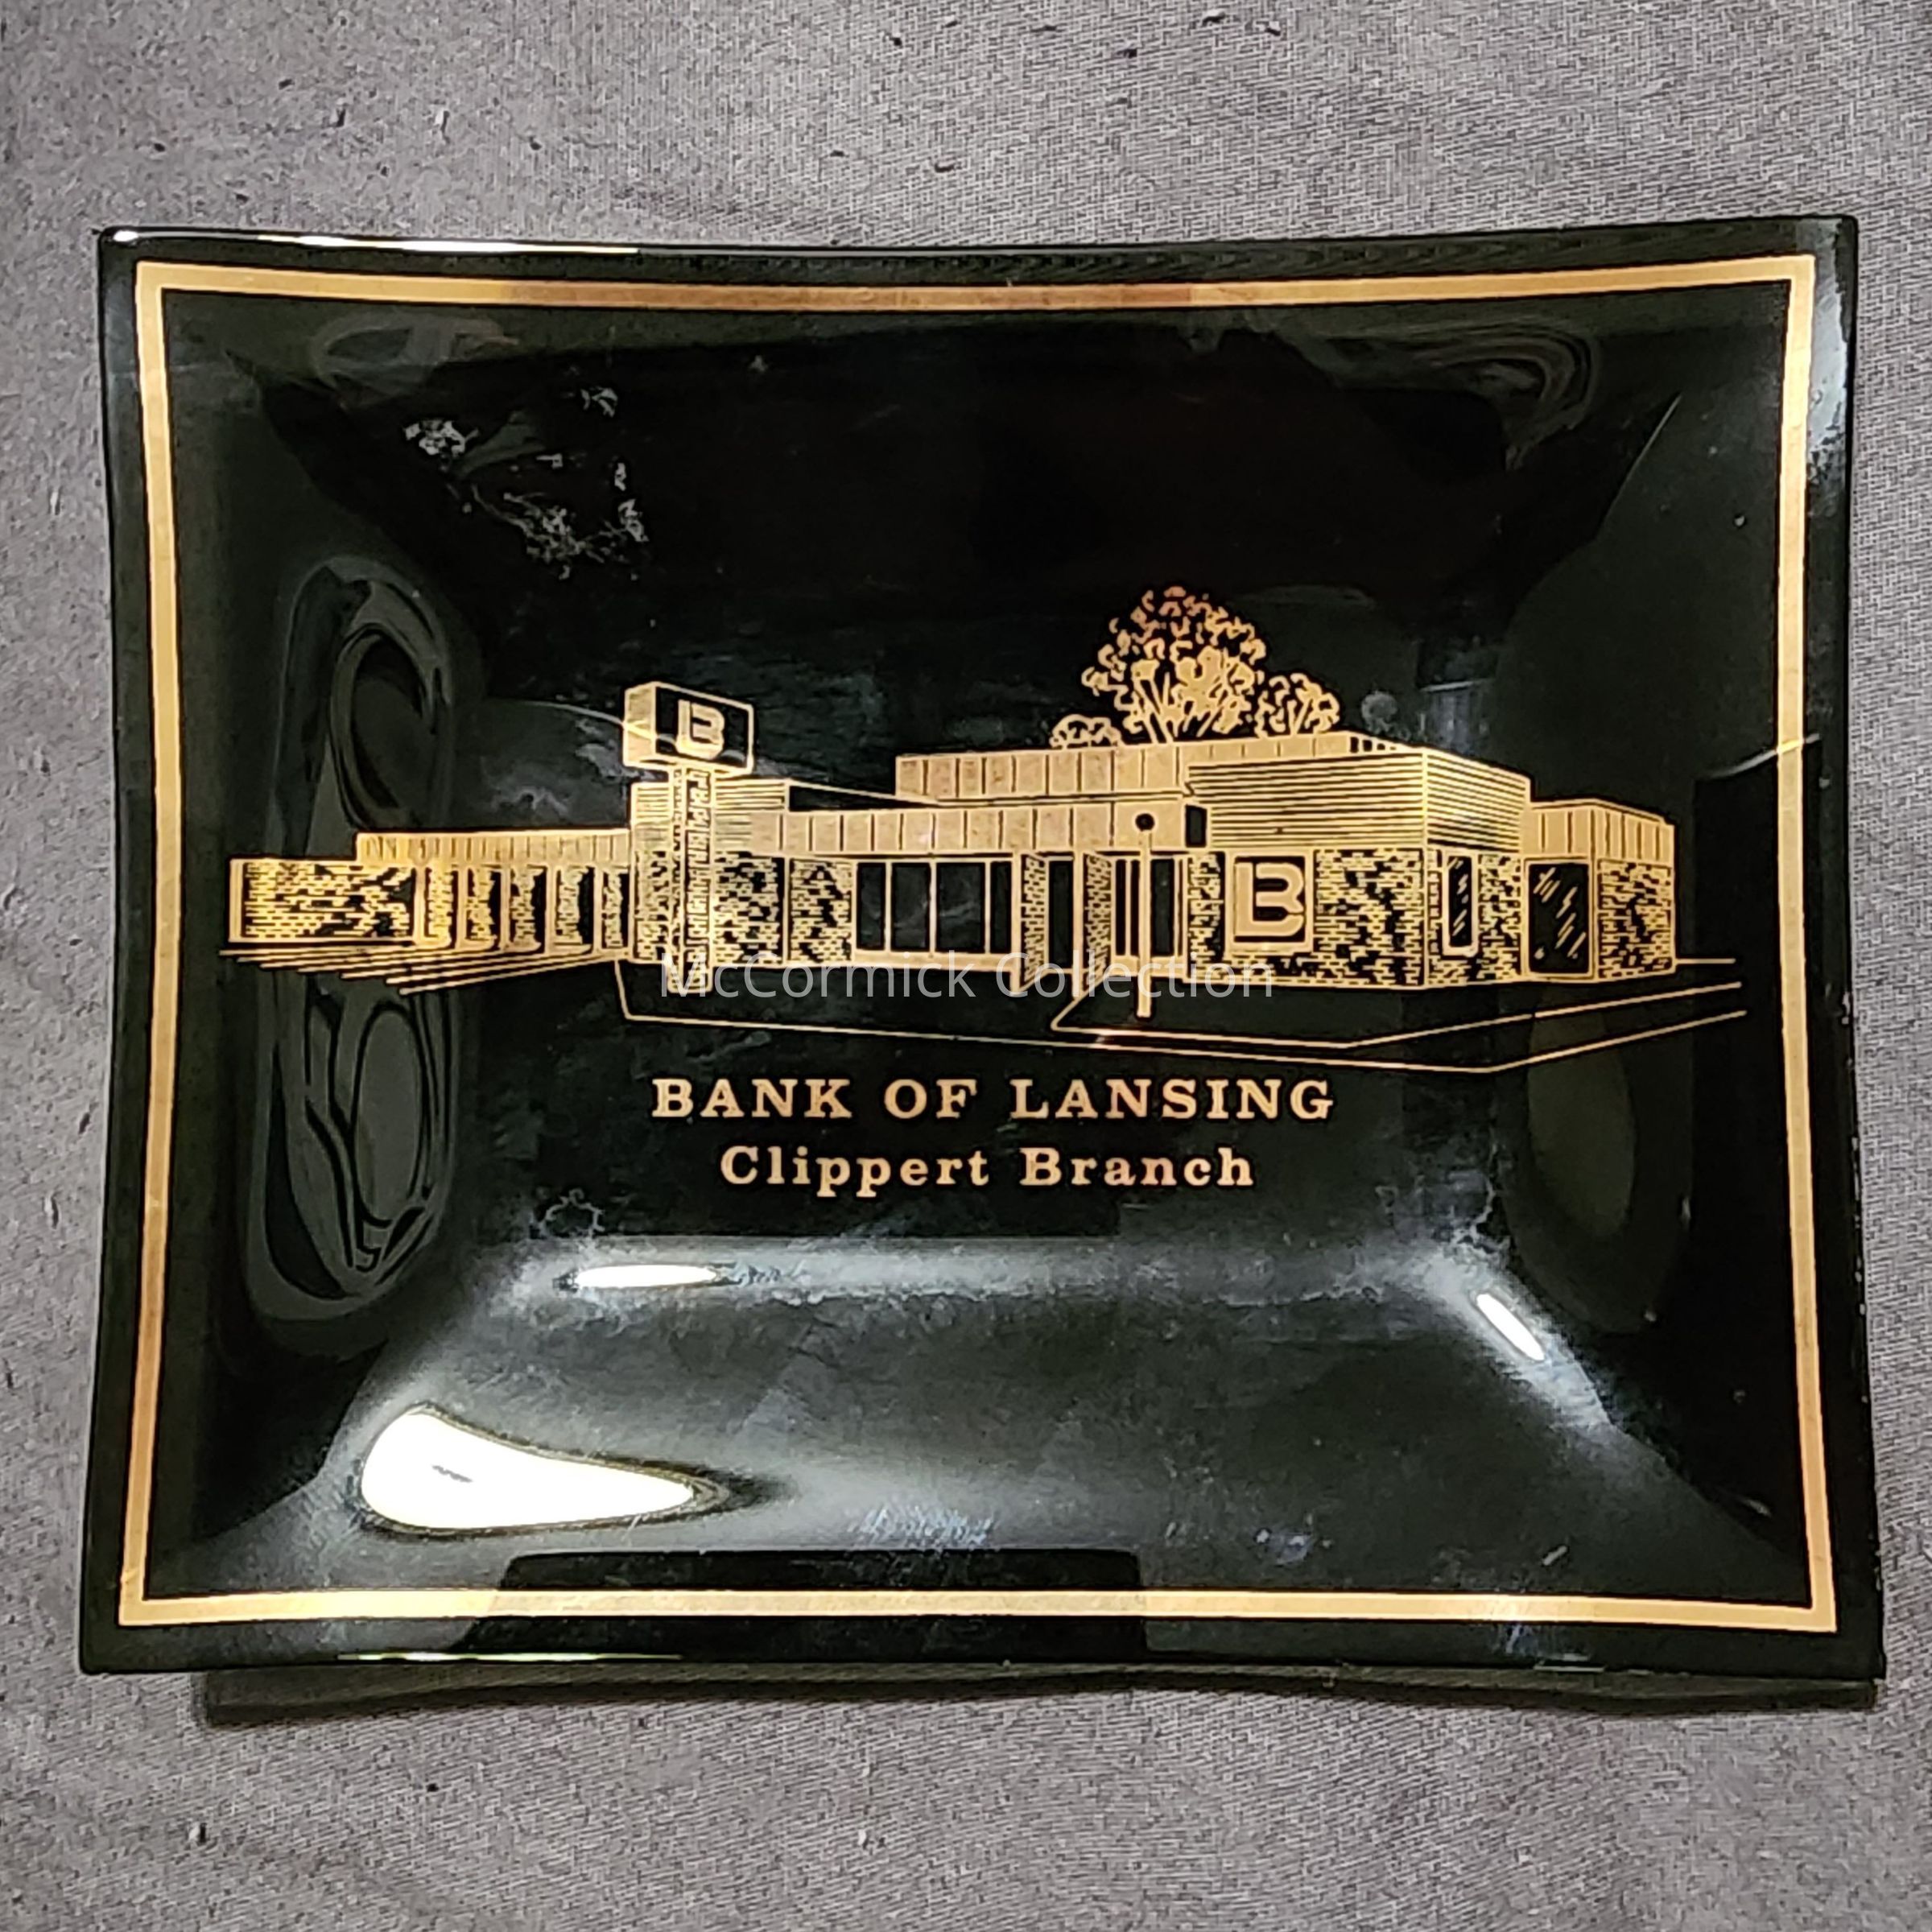 B
B
McCormick Collection
BANK OF LANSING
Clippert Branch